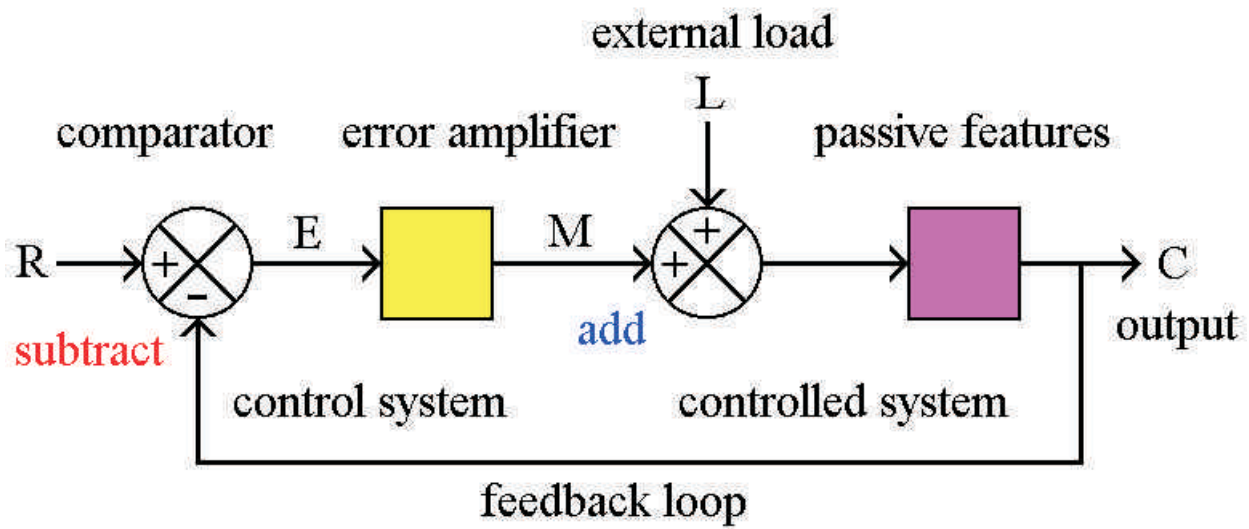 external load
L
comparator
error amplifier
passive features
R
+
-
E
M
+
+
C
subtract
add
output
control system
controlled system
feedback loop